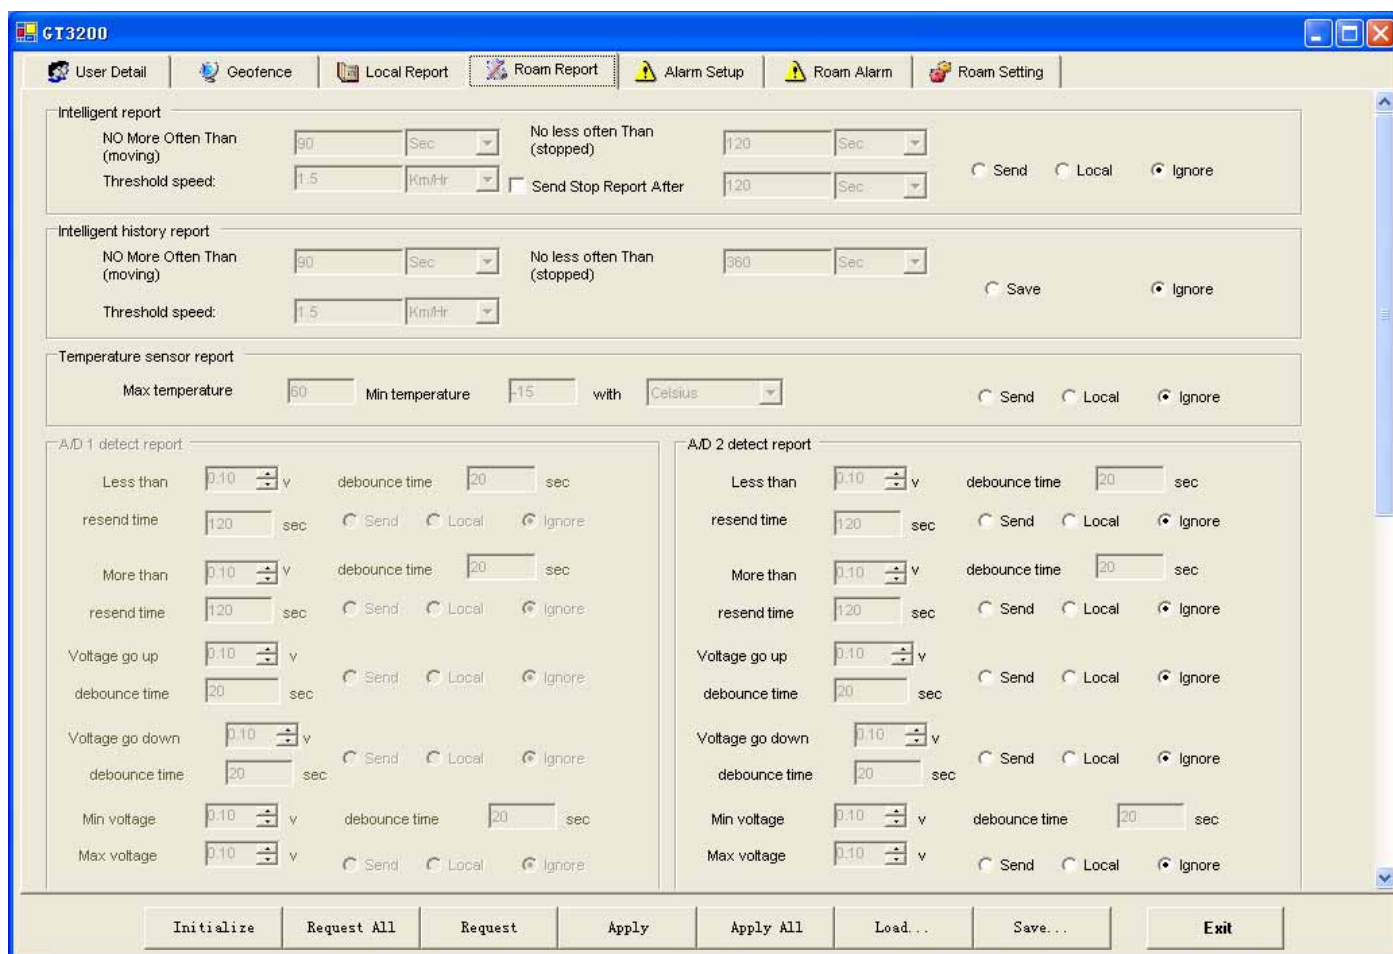 GT3200
User Detail Geofence Local Report Roam Report Alarm Setup Roam Alarm Roam Setting
Intelligent report
NO More Often Than (moving) 90 Sec No less often Than (stopped) 120 Sec
Threshold speed: 1.5 Km/Hr Send Stop Report After 120 Sec Send Local Ignore
Intelligent history report
NO More Often Than (moving) 90 Sec No less often Than (stopped) 360 Sec
Save Ignore
Threshold speed: 1.5 Km/Hr
Temperature sensor report
Max temperature 60 Min temperature -15 with Celsius Send Local Ignore
A/D 1 detect report
Less than 0.10 v debounce time 20 sec
resend time 120 sec Send Local Ignore
More than 0.10 v debounce time 20 sec
resend time 120 sec Send Local Ignore
Voltage go up 0.10 v
Send Local Ignore
debounce time 20 sec
Voltage go down 0.10 v
Send Local Ignore
debounce time 20 sec
Min voltage 0.10 v debounce time 20 sec
Max voltage 0.10 v Send Local Ignore
A/D 2 detect report
Less than 0.10 v debounce time 20 sec
resend time 120 sec Send Local Ignore
More than 0.10 v debounce time 20 sec
resend time 120 sec Send Local Ignore
Voltage go up 0.10 v
Send Local Ignore
debounce time 20 sec
Voltage go down 0.10 v
Send Local Ignore
debounce time 20 sec
Min voltage 0.10 v debounce time 20 sec
Max voltage 0.10 v Send Local Ignore
Initialize Request All Request Apply Apply All Load... Save... Exit